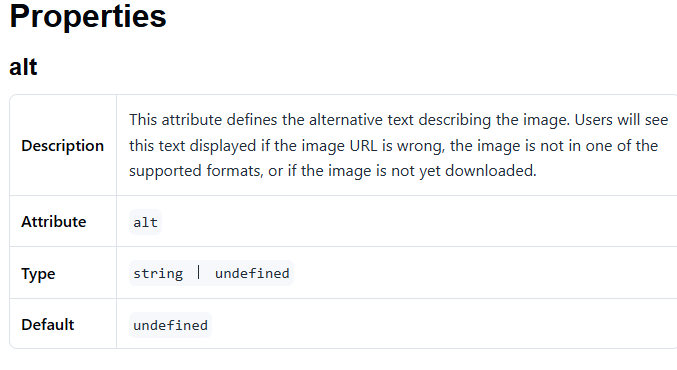 Properties
alt
Description
This attribute defines the alternative text describing the image. Users will see
this text displayed if the image URL is wrong, the image is not in one of the
supported formats, or if the image is not yet downloaded.
Attribute
alt
Type
string | undefined
Default
undefined